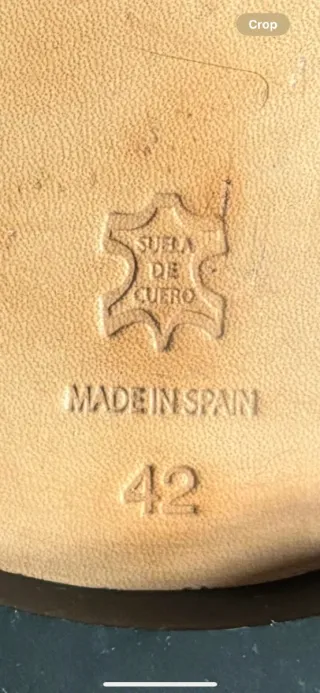 Crop
SUELA
DE
CUERO
MADE IN SPAIN
42